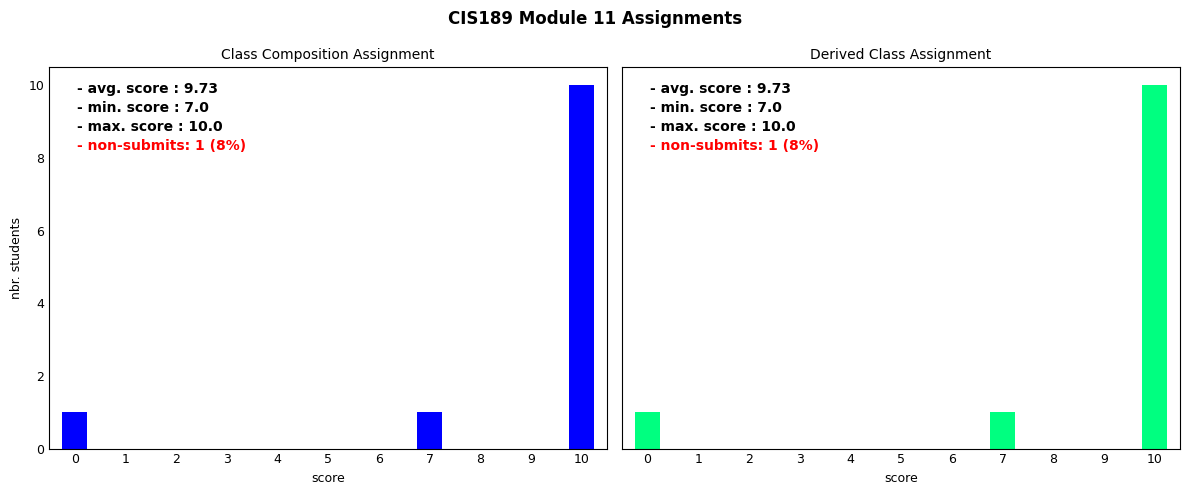 CIS189 Module 11 Assignments
Class Composition Assignment
- avg. score : 9.73
- min. score : 7.0
- max. score : 10.0
- non-submits: 1 (8%)
nbr. students
10
8
6
4
2
0
0 1 2 3 4 5 6 7 8 9 10
score
Derived Class Assignment
- avg. score : 9.73
- min. score : 7.0
- max. score : 10.0
- non-submits: 1 (8%)
0 1 2 3 4 5 6 7 8 9 10
score